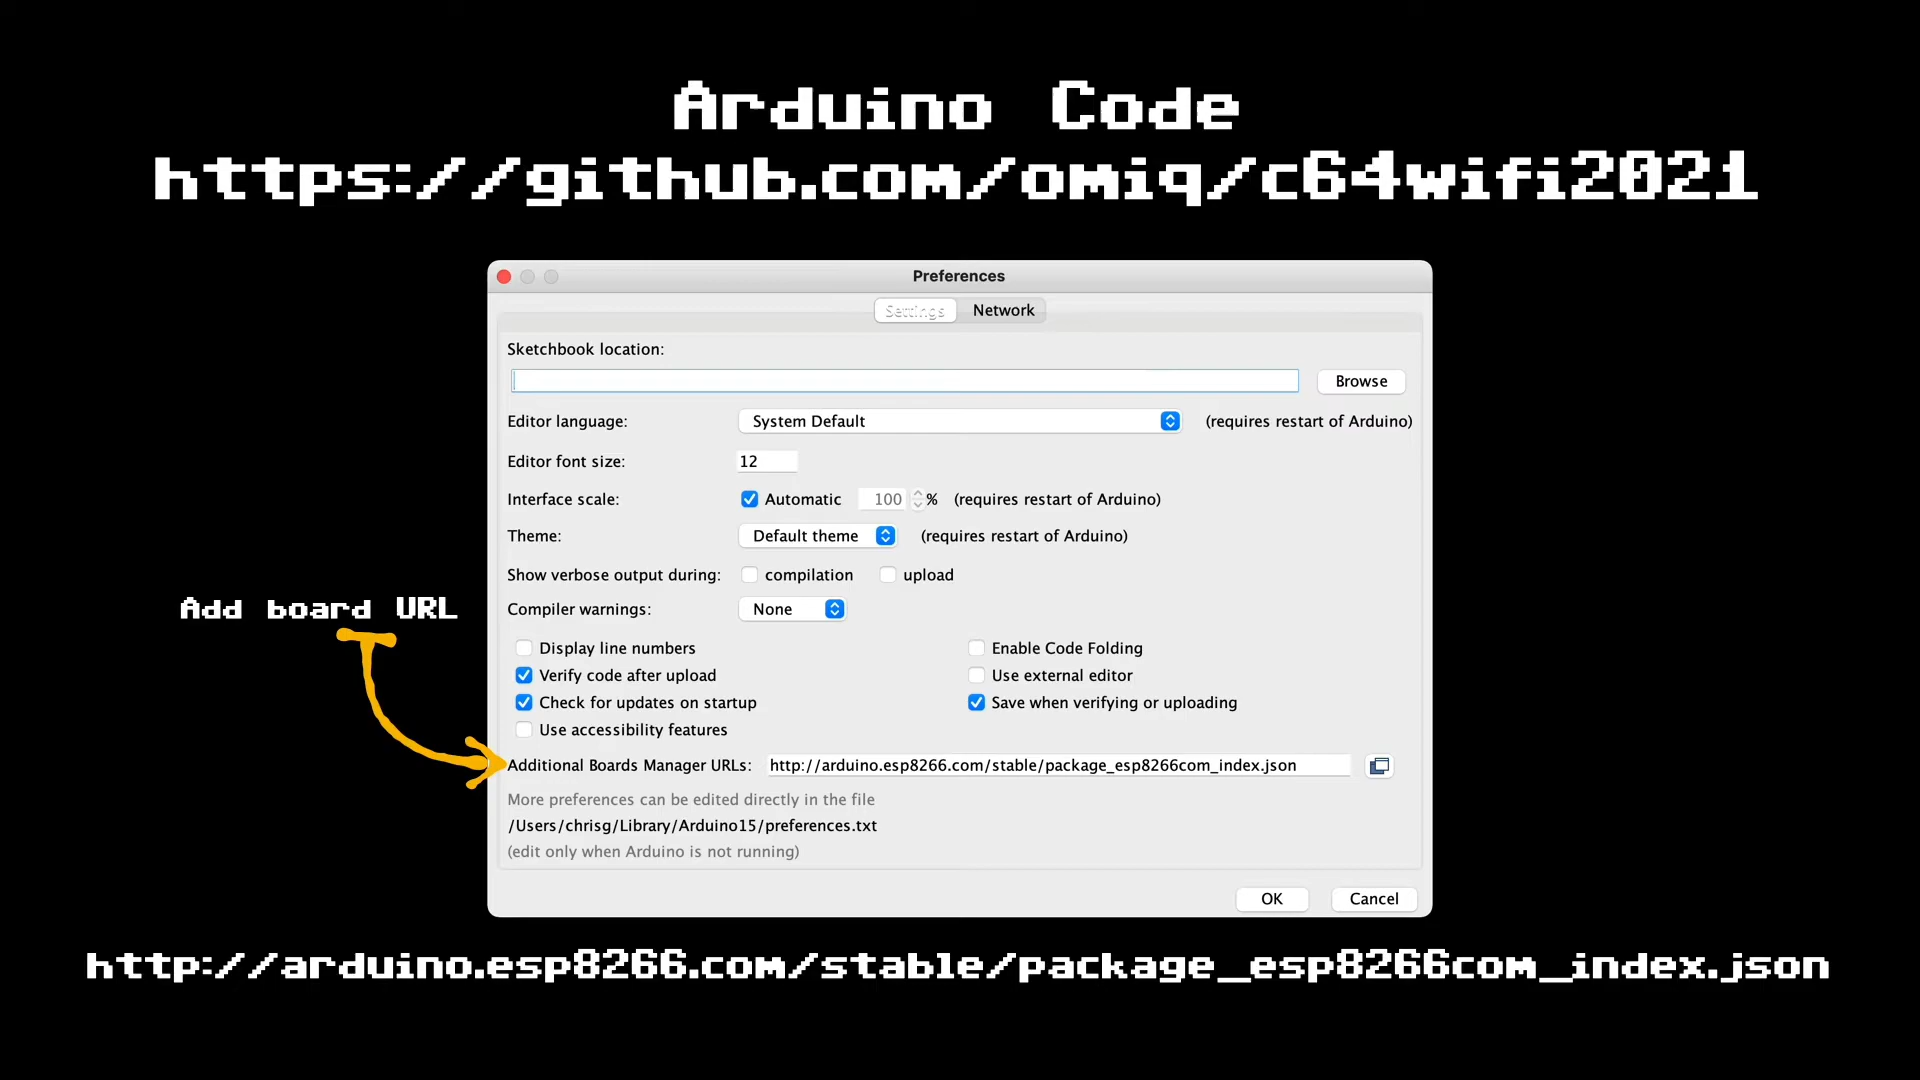 Arduino Code
https://github.com/omiq/c64wifi2021
Preferences
Settings Network
Sketchbook location:
Browse
Editor language: System Default (requires restart of Arduino)
Editor font size: 12
Interface scale: Automatic 100 % (requires restart of Arduino)
Theme: Default theme (requires restart of Arduino)
Show verbose output during: compilation upload
Add board URL
Compiler warnings: None
Display line numbers Enable Code Folding
Verify code after upload Use external editor
Check for updates on startup Save when verifying or uploading
Use accessibility features
Additional Boards Manager URLs: http://arduino.esp8266.com/stable/package_esp8266com_index.json
More preferences can be edited directly in the file
/Users/chrisg/Library/Arduino15/preferences.txt
(edit only when Arduino is not running)
OK Cancel
http://arduino.esp8266.com/stable/package_esp8266com_index.json